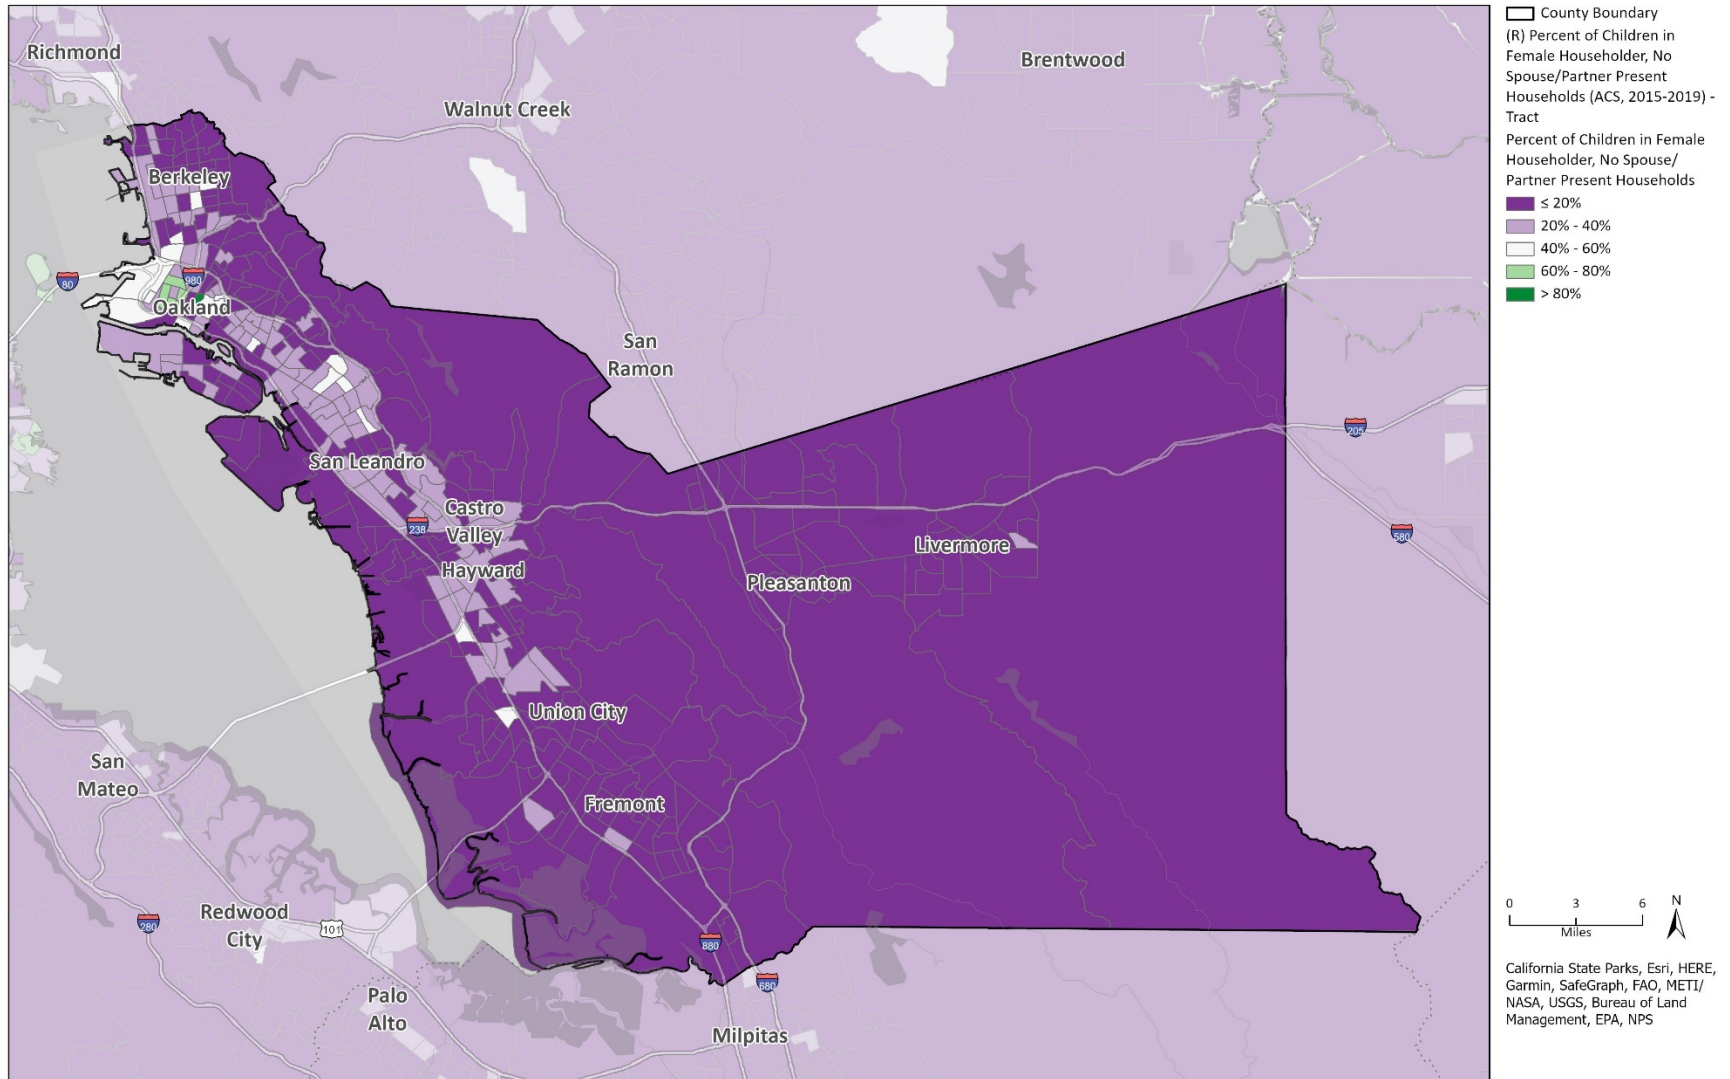 Richmond
Brentwood
Walnut Creek
Berkeley
80
980
Oakland
San
Ramon
205
San Leandro
Castro
Valley
238
Livermore
580
Hayward
Pleasanton
Union City
San
Mateo
Fremont
Redwood
City
280
101
880
680
Palo
Alto
Milpitas
County Boundary
(R) Percent of Children in
Female Householder, No
Spouse/Partner Present
Households (ACS, 2015-2019) -
Tract
Percent of Children in Female
Householder, No Spouse/
Partner Present Households
≤ 20%
20% - 40%
40% - 60%
60% - 80%
> 80%
0 3 6
Miles
N
California State Parks, Esri, HERE,
Garmin, SafeGraph, FAO, METI/
NASA, USGS, Bureau of Land
Management, EPA, NPS